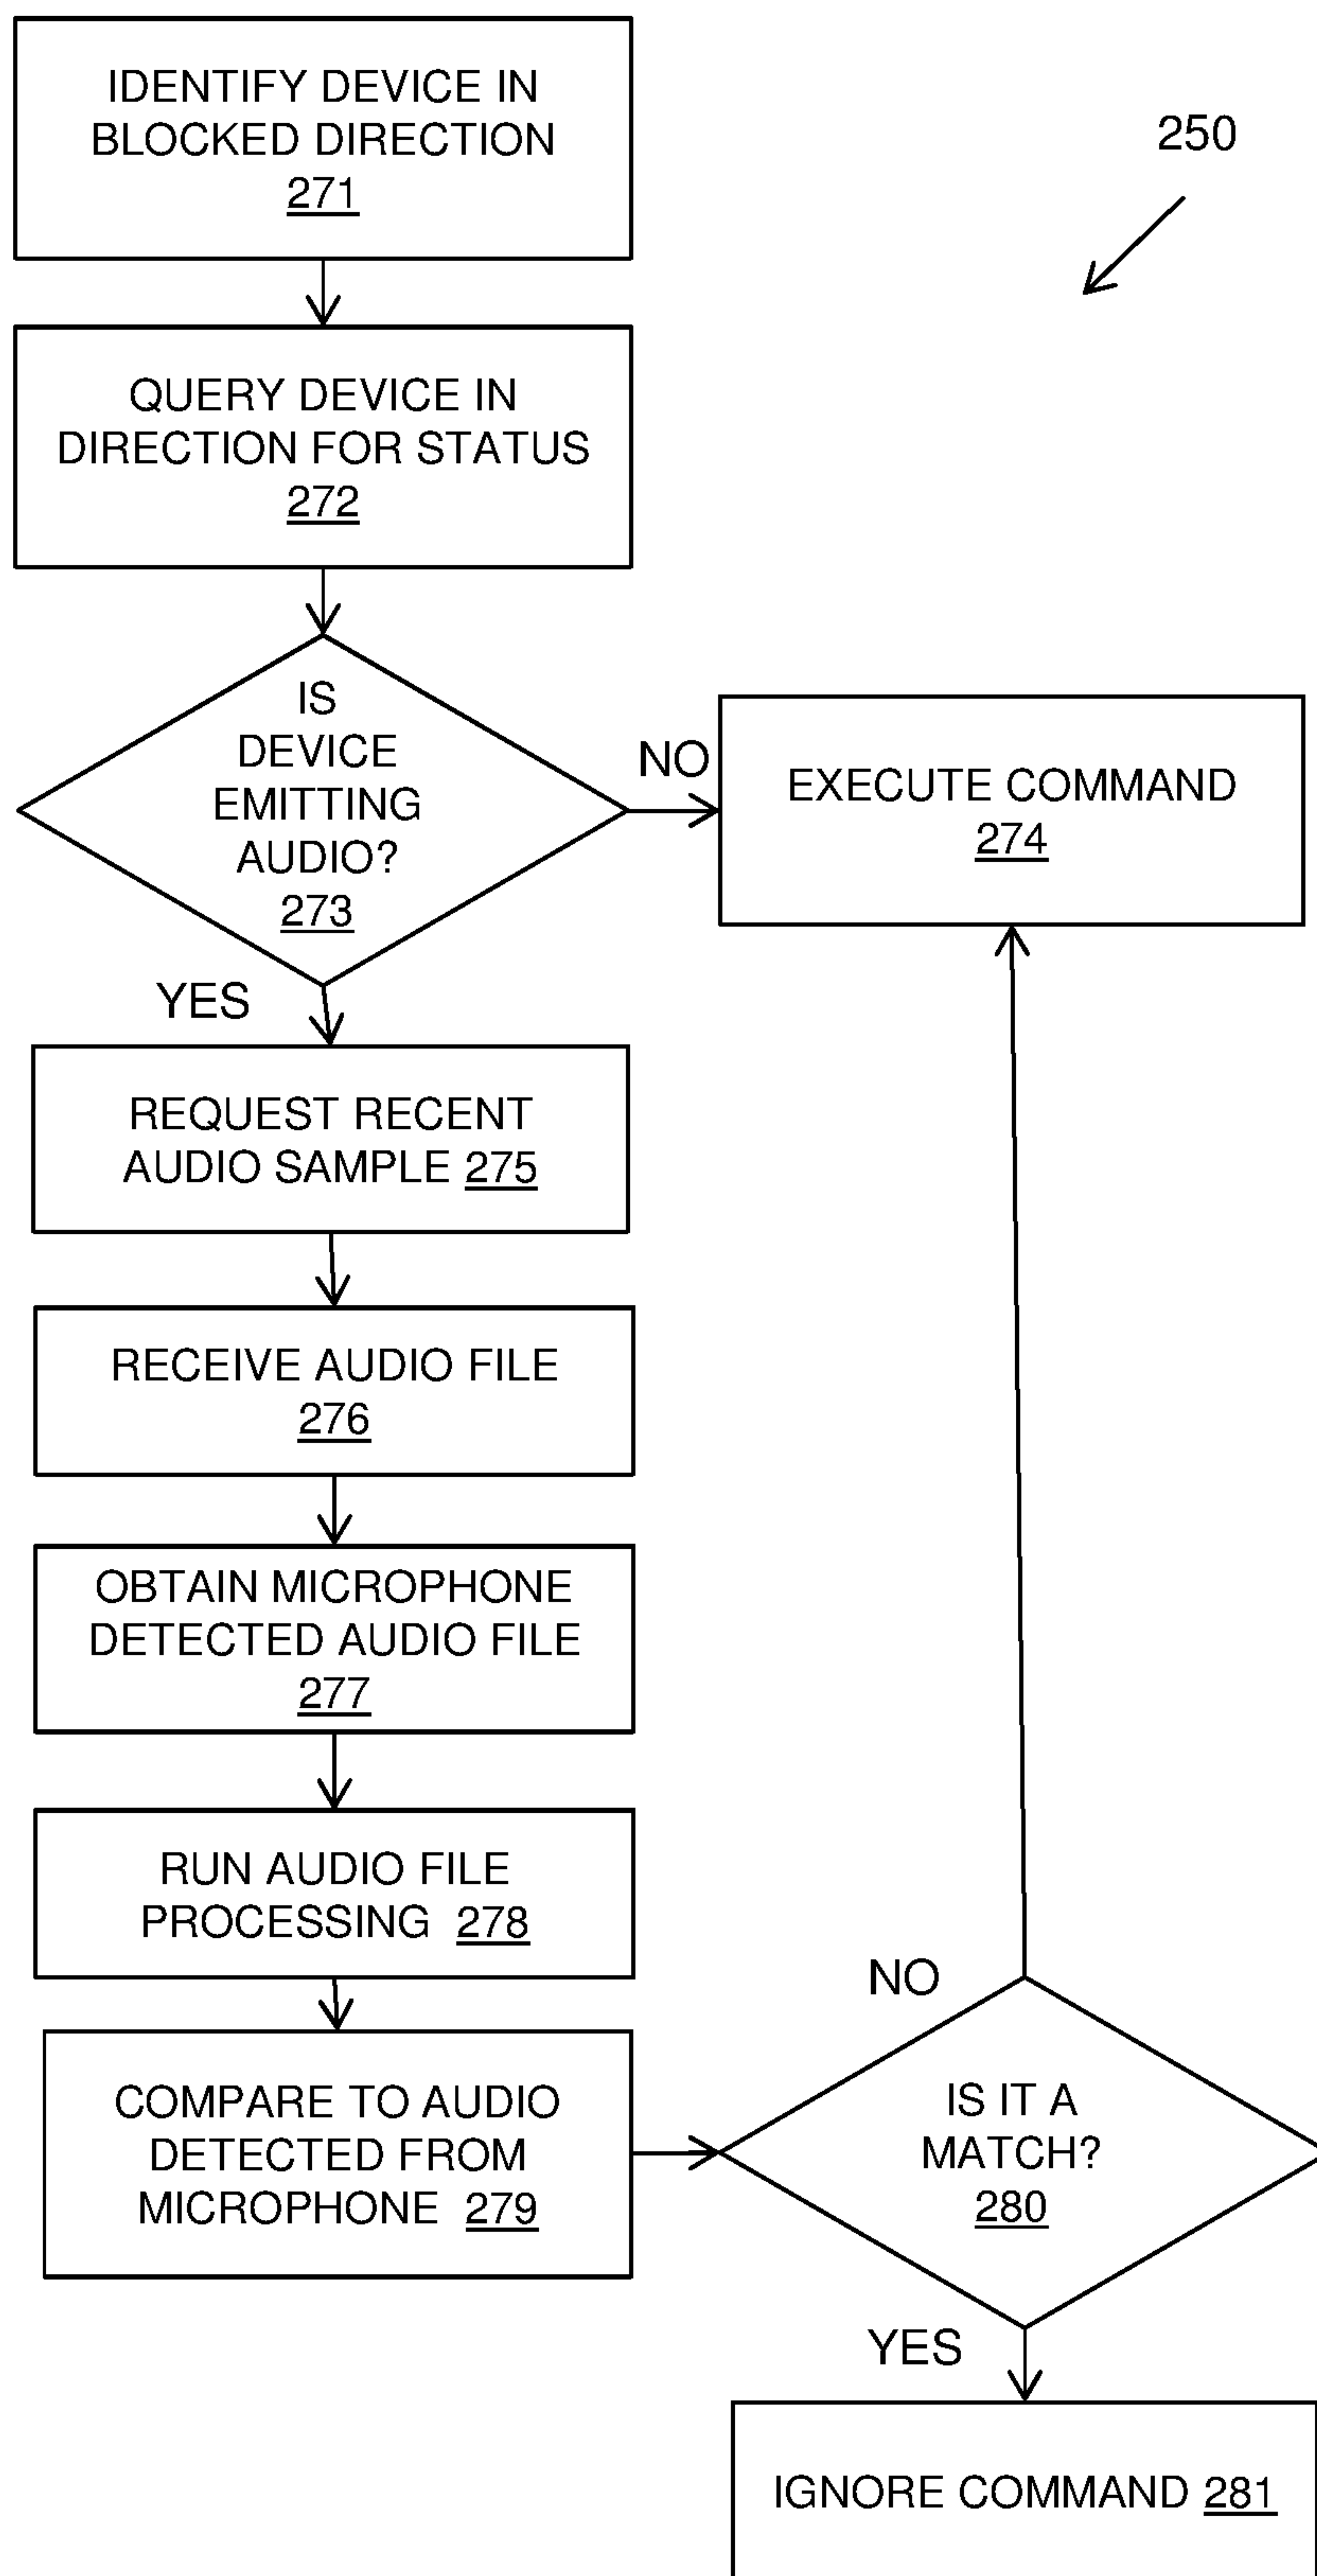 IDENTIFY DEVICE IN
BLOCKED DIRECTION
271
250
QUERY DEVICE IN
DIRECTION FOR STATUS
272
IS
DEVICE
EMITTING
AUDIO?
273
NO
EXECUTE COMMAND
274
YES
REQUEST RECENT
AUDIO SAMPLE 275
RECEIVE AUDIO FILE
276
OBTAIN MICROPHONE
DETECTED AUDIO FILE
277
RUN AUDIO FILE
PROCESSING 278
COMPARE TO AUDIO
DETECTED FROM
MICROPHONE 279
NO
IS IT A
MATCH?
280
YES
IGNORE COMMAND 281